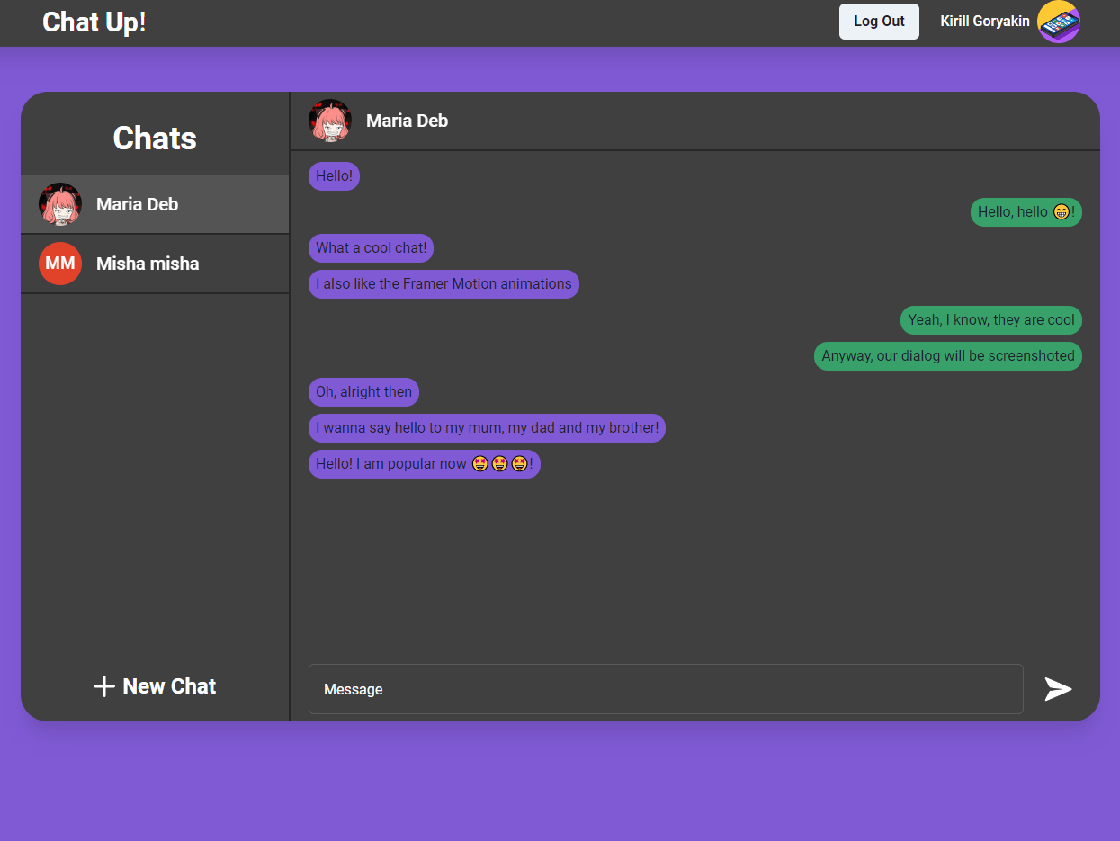 Chat Up!
Log Out
Kirill Goryakin
Chats
Maria Deb
MM
Misha misha
New Chat
Maria Deb
Hello!
Hello, hello 😁!
What a cool chat!
I also like the Framer Motion animations
Yeah, I know, they are cool
Anyway, our dialog will be screenshoted
Oh, alright then
I wanna say hello to my mum, my dad and my brother!
Hello! I am popular now 🤩🤩🤩!
Message